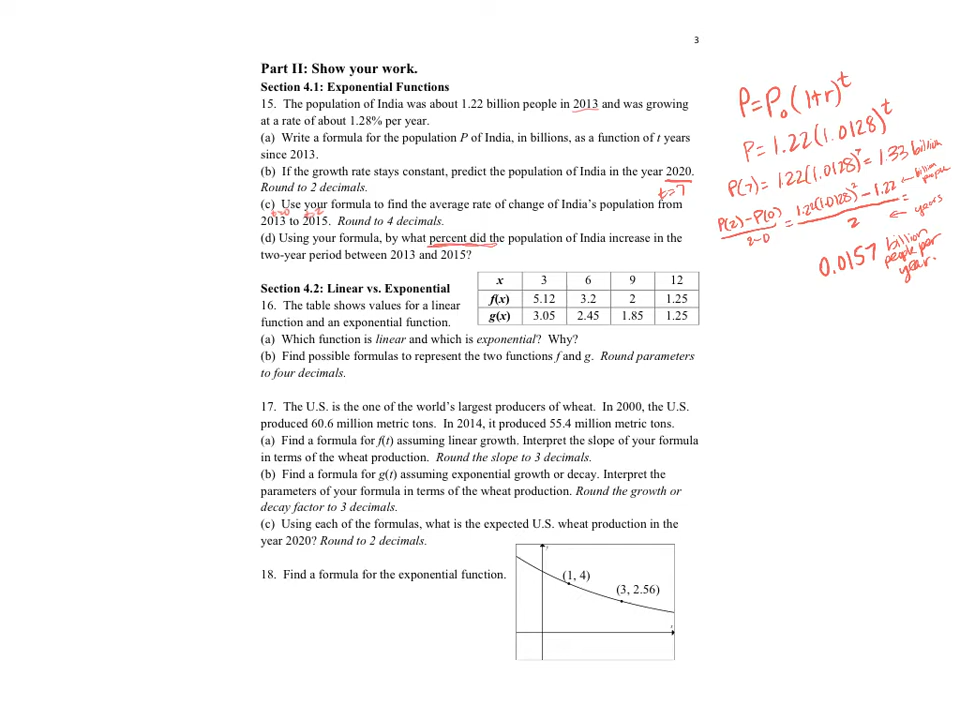 3
Part II: Show your work.
Section 4.1: Exponential Functions
15. The population of India was about 1.22 billion people in 2013 and was growing
at a rate of about 1.28% per year.
(a) Write a formula for the population P of India, in billions, as a function of t years
since 2013.
(b) If the growth rate stays constant, predict the population of India in the year 2020.
Round to 2 decimals.
t=7
(c) Use your formula to find the average rate of change of India's population from
t=0 t=2
2013 to 2015. Round to 4 decimals.
(d) Using your formula, by what percent did the population of India increase in the
two-year period between 2013 and 2015?
P=P₀(1+r)^t
P=1.22(1.0128)^t
P(7)=1.22(1.0128)^7=1.33 billion
P(2)-P(0) / 2-0 = 1.22(1.0128)^2-1.22 / 2 =
← billion people
← years
0.0157 billion people per year.
Section 4.2: Linear vs. Exponential
16. The table shows values for a linear
function and an exponential function.
x 3 6 9 12
f(x) 5.12 3.2 2 1.25
g(x) 3.05 2.45 1.85 1.25
(a) Which function is linear and which is exponential? Why?
(b) Find possible formulas to represent the two functions f and g. Round parameters
to four decimals.
17. The U.S. is the one of the world's largest producers of wheat. In 2000, the U.S.
produced 60.6 million metric tons. In 2014, it produced 55.4 million metric tons.
(a) Find a formula for f(t) assuming linear growth. Interpret the slope of your formula
in terms of the wheat production. Round the slope to 3 decimals.
(b) Find a formula for g(t) assuming exponential growth or decay. Interpret the
parameters of your formula in terms of the wheat production. Round the growth or
decay factor to 3 decimals.
(c) Using each of the formulas, what is the expected U.S. wheat production in the
year 2020? Round to 2 decimals.
18. Find a formula for the exponential function.
y
(1, 4)
(3, 2.56)
x